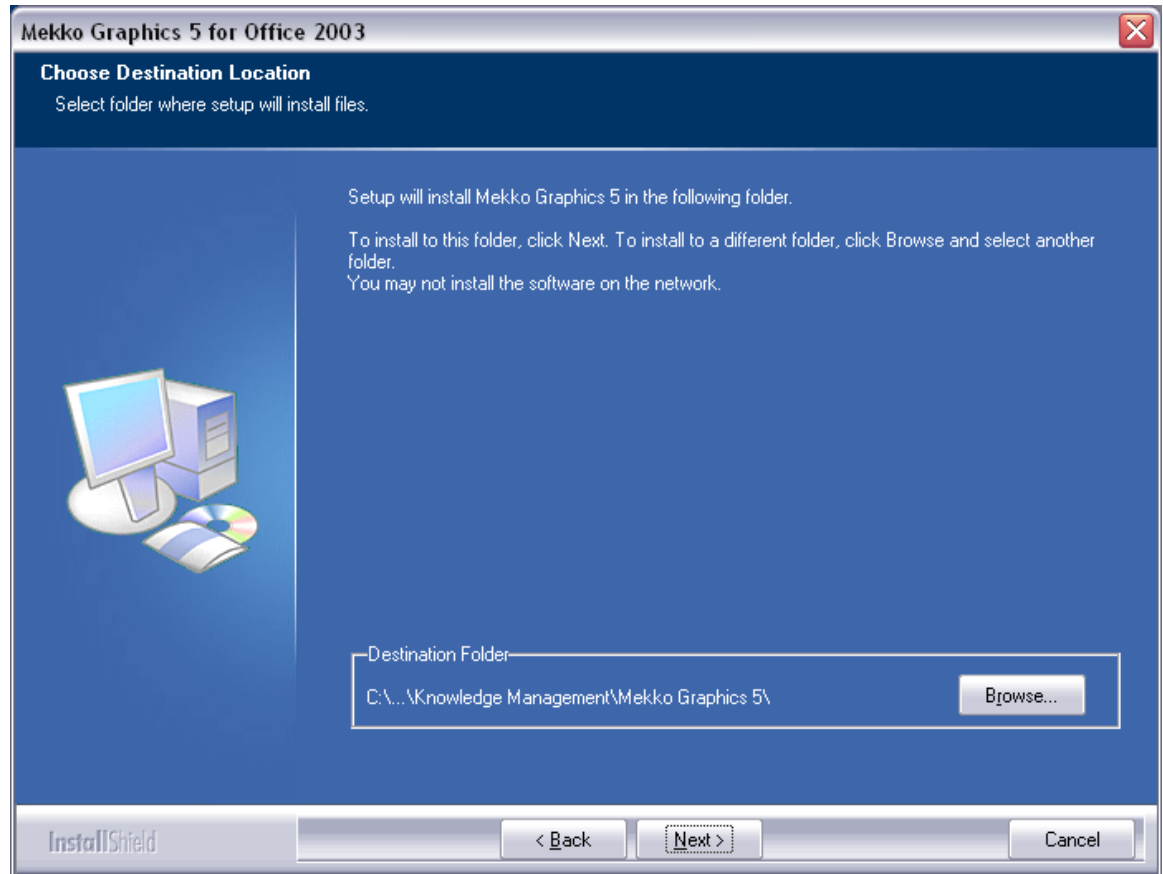 Mekko Graphics 5 for Office 2003
Choose Destination Location
Select folder where setup will install files.
Setup will install Mekko Graphics 5 in the following folder.
To install to this folder, click Next. To install to a different folder, click Browse and select another
folder.
You may not install the software on the network.
Destination Folder
C:\...\Knowledge Management\Mekko Graphics 5\
Browse...
InstallShield
< Back
Next >
Cancel